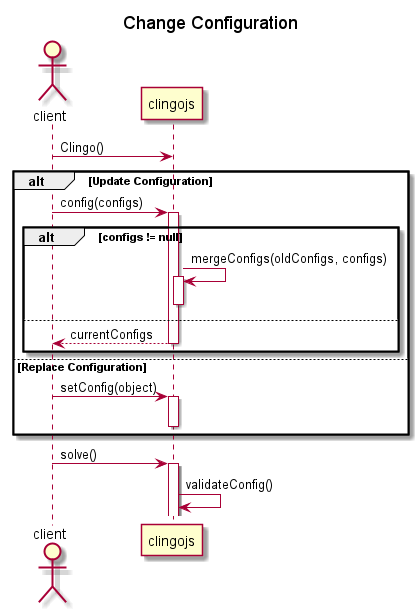 Change Configuration
client
clingojs
Clingo()
alt [Update Configuration]
config(configs)
alt [configs != null]
mergeConfigs(oldConfigs, configs)
currentConfigs
[Replace Configuration]
setConfig(object)
solve()
validateConfig()
client
clingojs